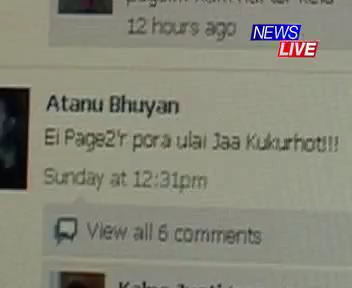 12 hours ago
NEWS
LIVE
Atanu Bhuyan
Ei Page2'r pora ulai Jaa Kukurhot!!!
Sunday at 12:31pm
View all 6 comments